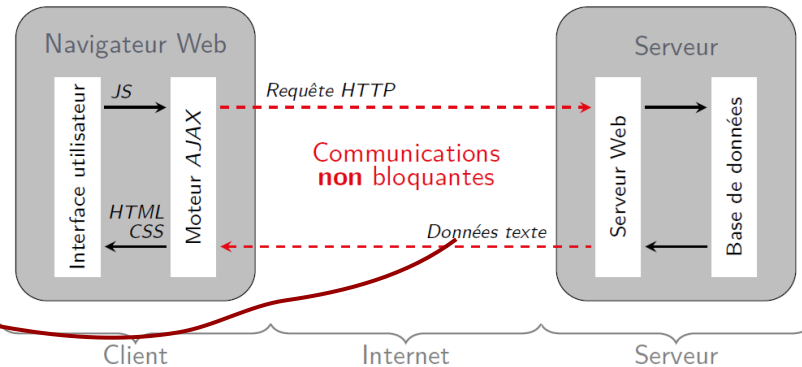 Navigateur Web
Serveur
Interface utilisateur
JS
HTML
CSS
Moteur AJAX
Requête HTTP
Communications
non bloquantes
Données texte
Serveur Web
Base de données
Client
Internet
Serveur